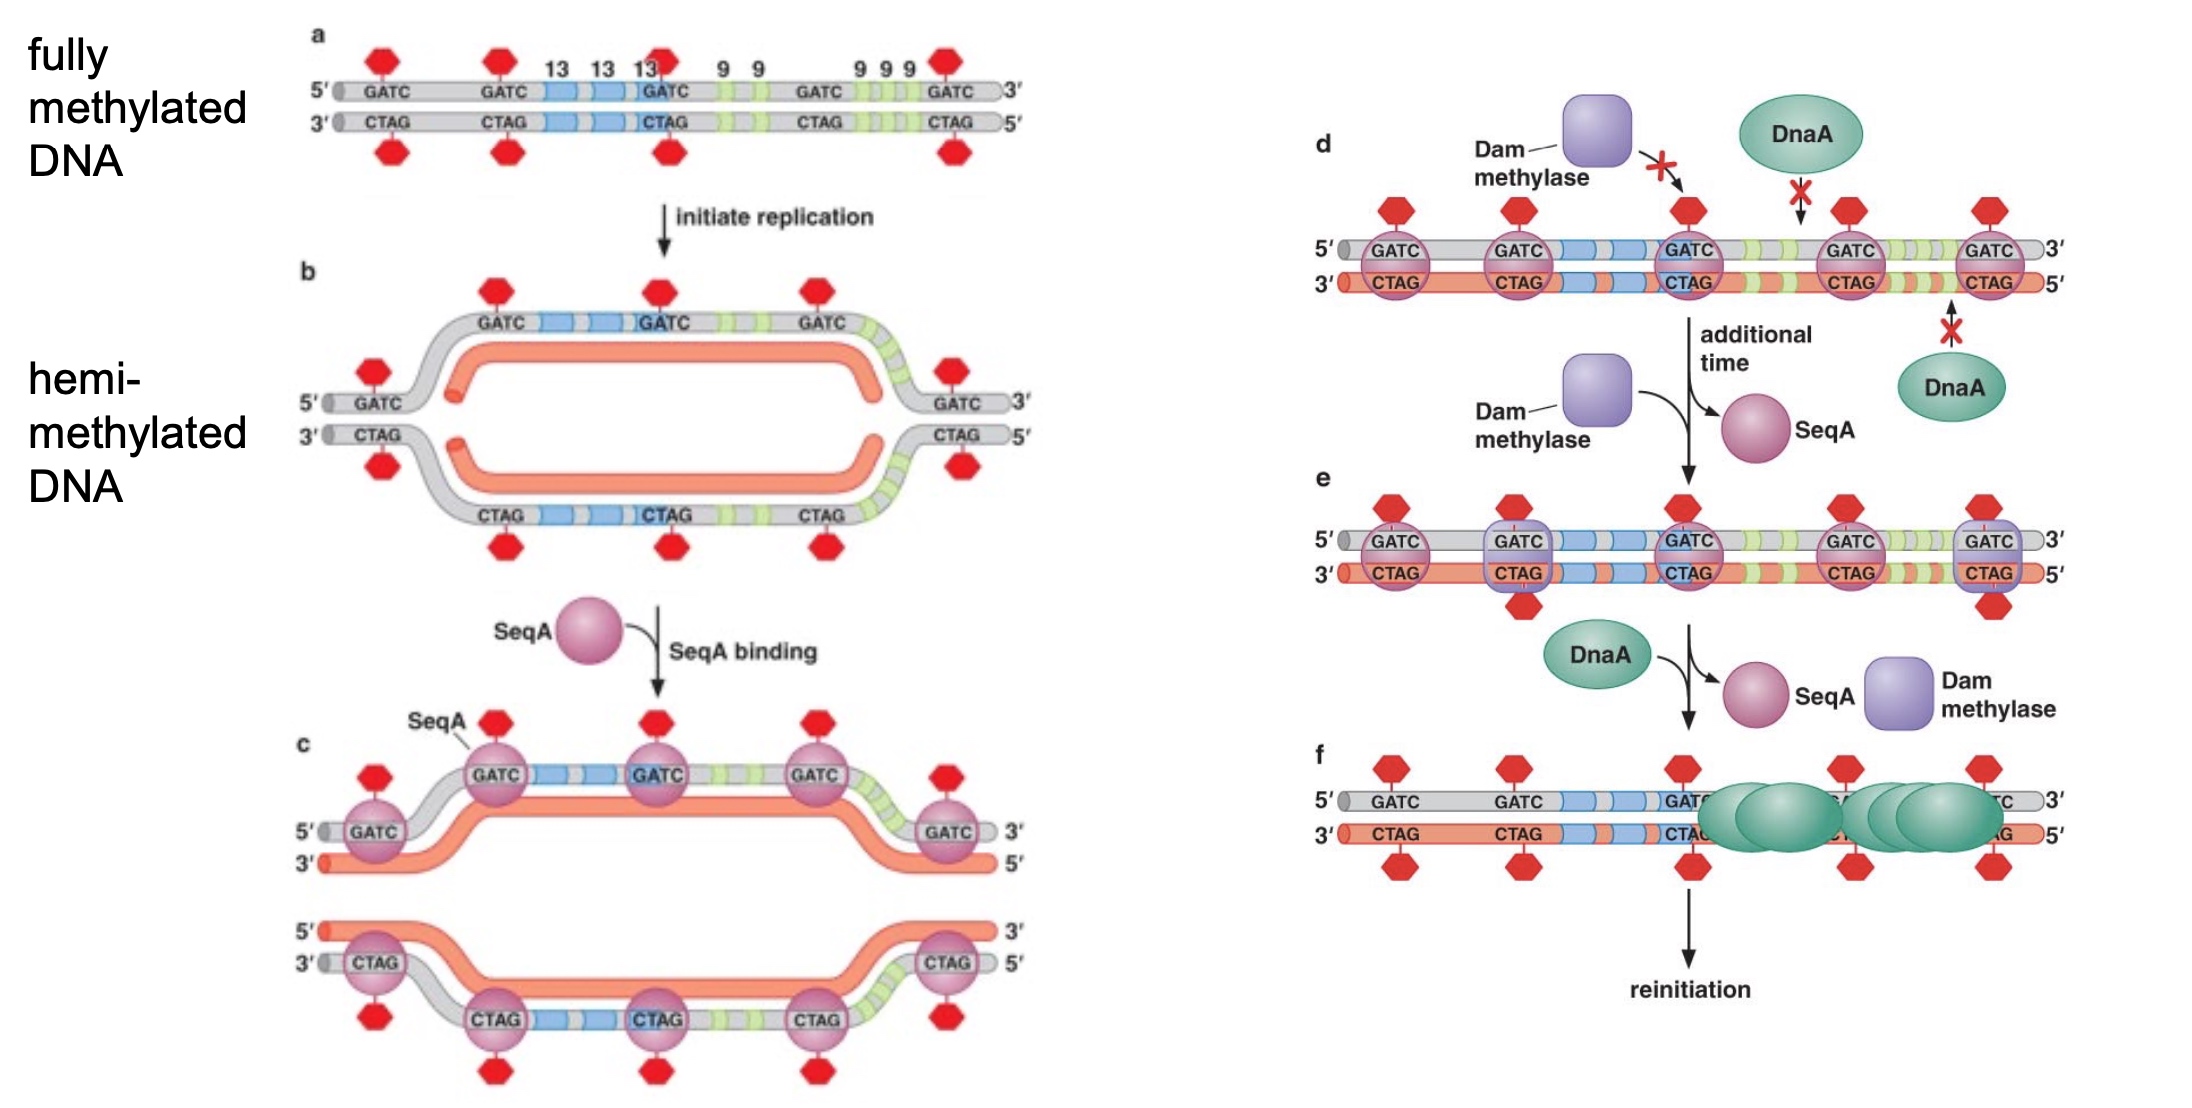 fully
methylated
DNA
a
13 13 13 9 9 9 9 9
5' GATC GATC GATC GATC GATC 3'
3' CTAG CTAG CTAG CTAG CTAG 5'
initiate replication
hemi-
methylated
DNA
b
GATC GATC GATC
5' GATC GATC 3'
3' CTAG CTAG 5'
CTAG CTAG CTAG
SeqA
SeqA binding
c
SeqA
GATC GATC GATC
5' GATC GATC 3'
3' 5'
5' 3'
3' CTAG CTAG 5'
CTAG CTAG CTAG
d
Dam
methylase
DnaA
5' GATC GATC GATC GATC GATC 3'
3' CTAG CTAG CTAG CTAG CTAG 5'
additional
time
DnaA
Dam
methylase
SeqA
e
5' GATC GATC GATC GATC GATC 3'
3' CTAG CTAG CTAG CTAG CTAG 5'
DnaA
SeqA
Dam
methylase
f
5' GATC GATC GATC GA TC 3'
3' CTAG CTAG CTAG CT AG 5'
reinitiation